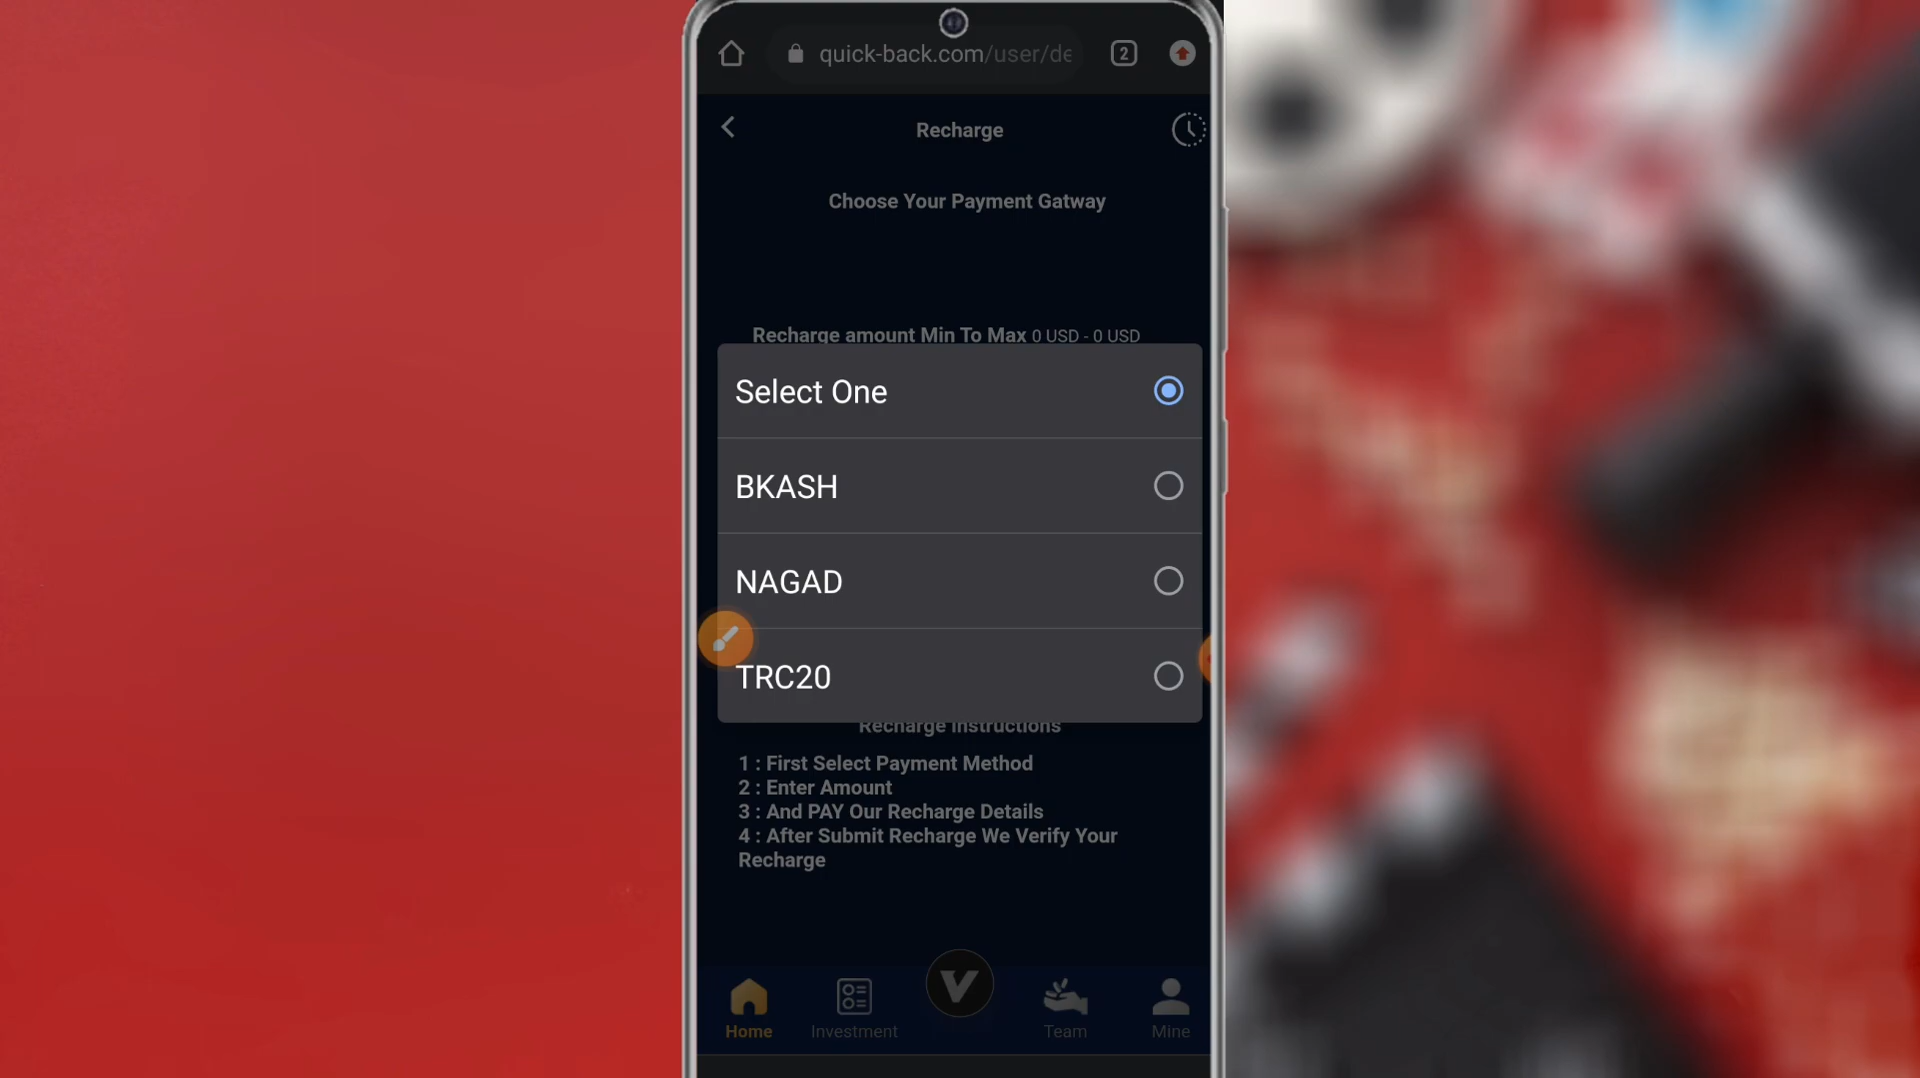 quick-back.com/user/de
2
Recharge
Choose Your Payment Gatway
Recharge amount Min To Max 0 USD - 0 USD
Select One
BKASH
NAGAD
TRC20
Recharge Instructions
1 : First Select Payment Method
2 : Enter Amount
3 : And PAY Our Recharge Details
4 : After Submit Recharge We Verify Your
Recharge
V
Home Investment Team Mine